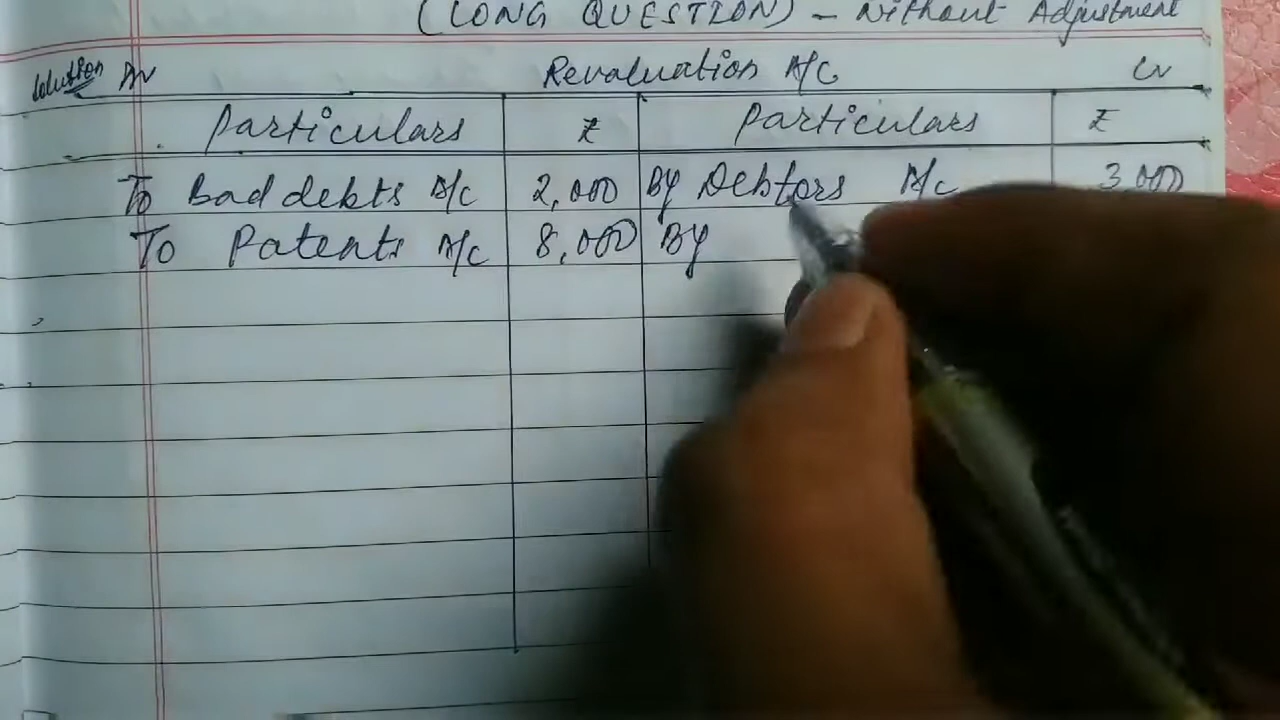 (LONG QUESTION) - Without Adjustment
Solution Dr Revaluation A/C Cr
Particulars ₹ Particulars ₹
To Bad debts A/c 2,000 By Debtors A/c 3,000
To Patents A/c 8,000 By